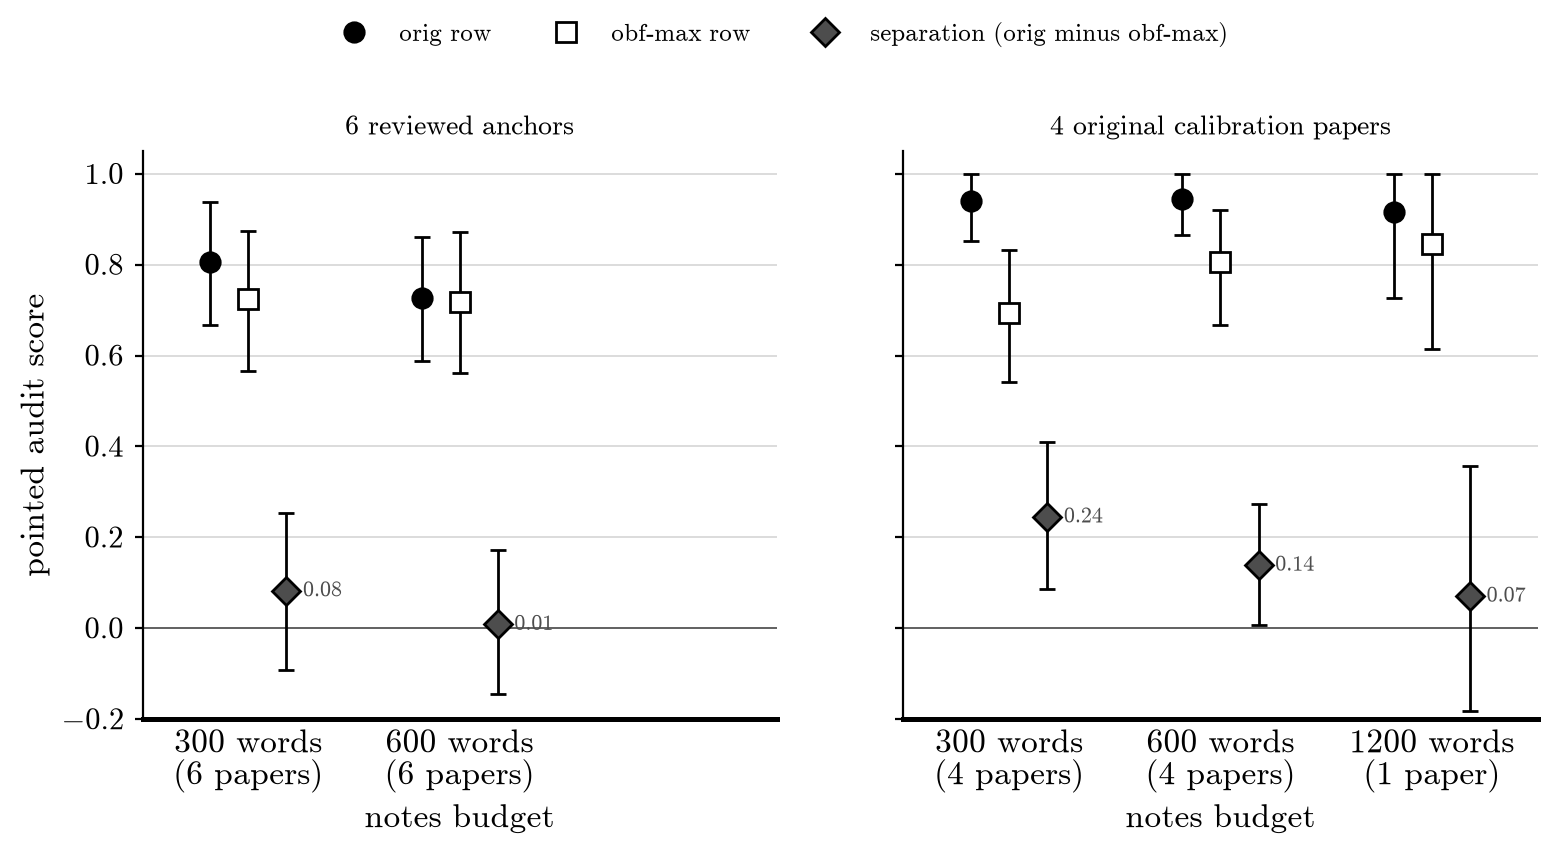 orig row
obf-max row
separation (orig minus obf-max)
6 reviewed anchors
4 original calibration papers
pointed audit score
1.0
0.8
0.6
0.4
0.2
0.0
−0.2
0.08
0.01
0.24
0.14
0.07
300 words
(6 papers)
600 words
(6 papers)
notes budget
300 words
(4 papers)
600 words
(4 papers)
1200 words
(1 paper)
notes budget